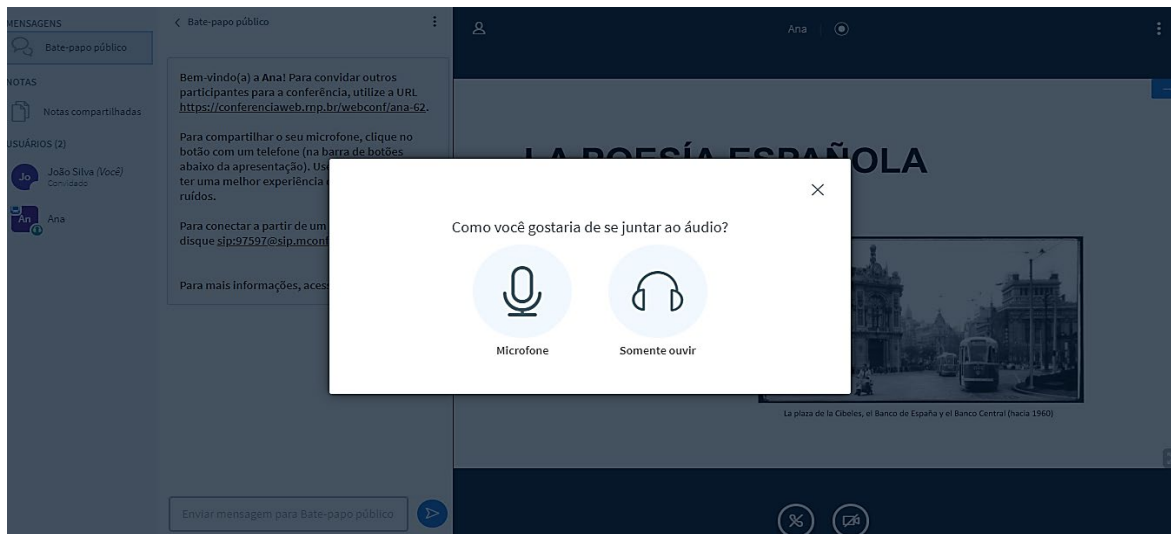 MENSAGENS
Bate-papo público
NOTAS
Notas compartilhadas
USUÁRIOS (2)
Jo
João Silva (Você)
Convidado
An
Ana
Bate-papo público
Bem-vindo(a) a Ana! Para convidar outros
participantes para a conferência, utilize a URL
https://conferenciaweb.rnp.br/webconf/ana-62.
Para compartilhar o seu microfone, clique no
botão com um telefone (na barra de botões
abaixo da apresentação).
ter uma melhor experiência
ruídos.
Para conectar a partir de um
disque sip:97597@sip.mconf
Para mais informações,
Enviar mensagem para Bate-papo público
Ana
LA POESÍA ESPAÑOLA
La plaza de la Cibeles, el Banco de España y el Banco Central (hacia 1960)
Como você gostaria de se juntar ao áudio?
Microfone
Somente ouvir